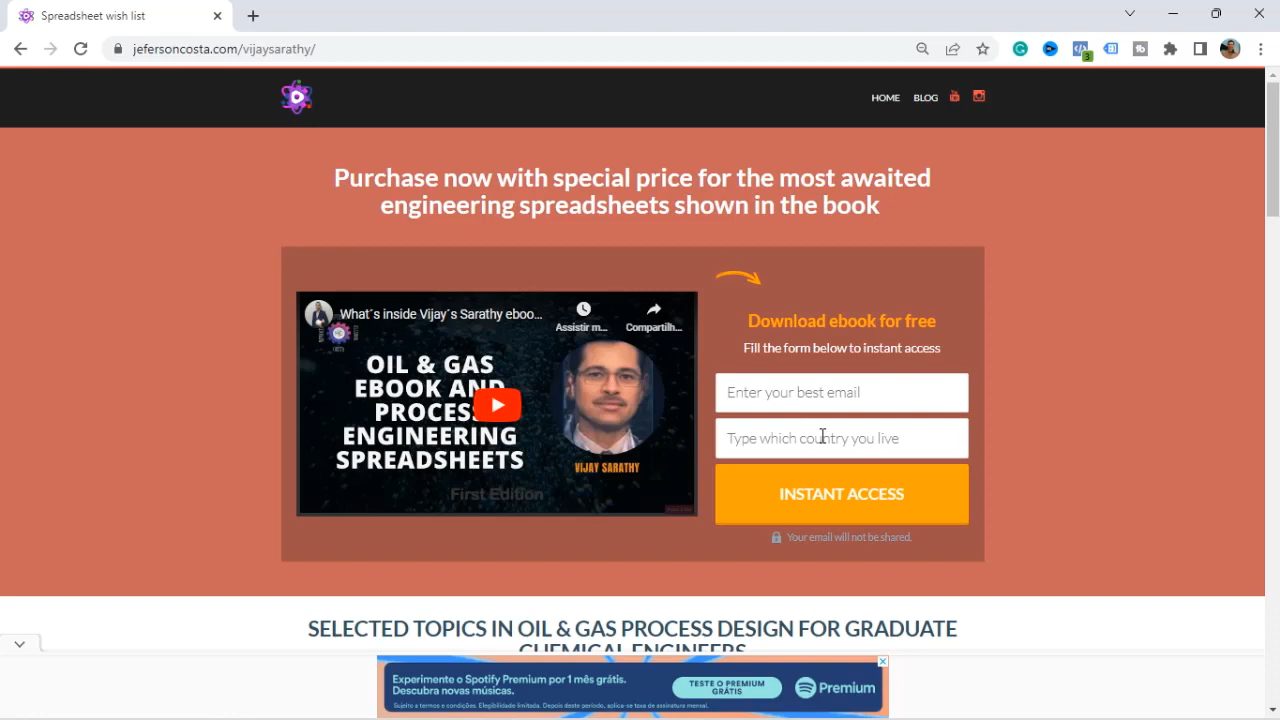 Spreadsheet wish list
jefersoncosta.com/vijaysarathy/
3
HOME BLOG
Purchase now with special price for the most awaited
engineering spreadsheets shown in the book
What´s inside Vijay´s Sarathy eboo...
Assistir m...
Compartilh...
OIL & GAS
EBOOK AND
PROCESS
ENGINEERING
SPREADSHEETS
VIJAY SARATHY
First Edition
Download ebook for free
Fill the form below to instant access
Enter your best email
Type which country you live
INSTANT ACCESS
Your email will not be shared.
SELECTED TOPICS IN OIL & GAS PROCESS DESIGN FOR GRADUATE
CHEMICAL ENGINEERS
Experimente o Spotify Premium por 1 mês grátis.
Descubra novas músicas.
Sujeito a termos e condições. Elegibilidade limitada. Depois deste período, aplica-se taxa de assinatura mensal.
TESTE O PREMIUM
GRÁTIS
Premium